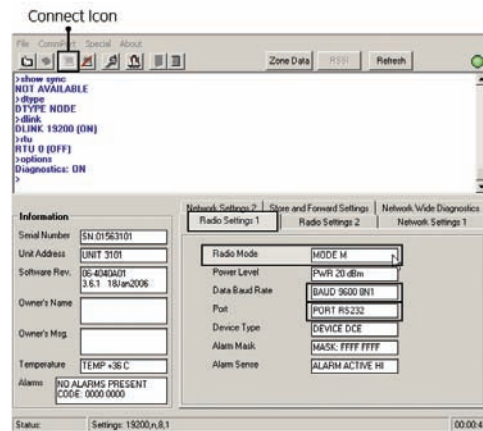 Connect Icon
File CommPort Special About
Zone Data RSSI Refresh
>show sync
NOT AVAILABLE
>dtype
DTYPE NODE
>dlink
DLINK 19200 (ON)
>rtu
RTU 0 (OFF)
>options
Diagnostics: ON
>
Network Settings 2 Store and Forward Settings Network Wide Diagnostics
Radio Settings 1 Radio Settings 2 Network Settings 1
Information
Serial Number SN:01563101
Unit Address UNIT 3101
Software Rev. 06-4040A01
3.6.1 18Jan2006
Owner's Name
Owner's Msg.
Temperature TEMP +36 C
Alarms NO ALARMS PRESENT
CODE: 0000 0000
Radio Mode MODE M
Power Level PWR 20 dBm
Data Baud Rate BAUD 9600 8N1
Port PORT RS232
Device Type DEVICE DCE
Alarm Mask MASK: FFFF FFFF
Alarm Sense ALARM ACTIVE HI
Status: Settings: 19200,n,8,1 00:00:4